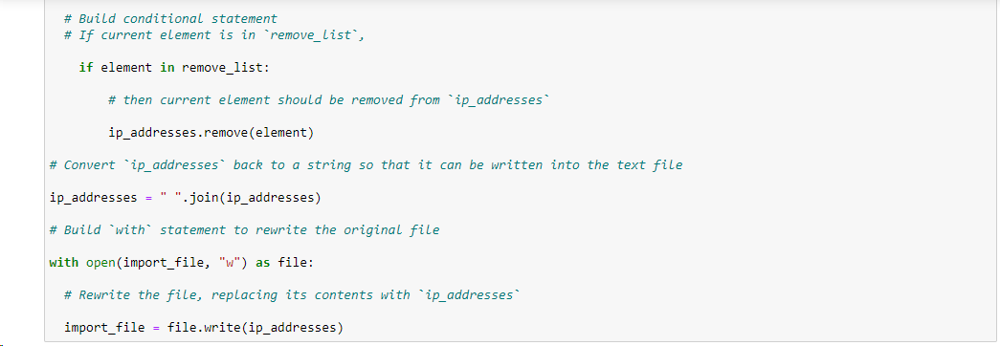 # Build conditional statement
# If current element is in `remove_list`,
if element in remove_list:
# then current element should be removed from `ip_addresses`
ip_addresses.remove(element)
# Convert `ip_addresses` back to a string so that it can be written into the text file
ip_addresses = " ".join(ip_addresses)
# Build `with` statement to rewrite the original file
with open(import_file, "w") as file:
# Rewrite the file, replacing its contents with `ip_addresses`
import_file = file.write(ip_addresses)